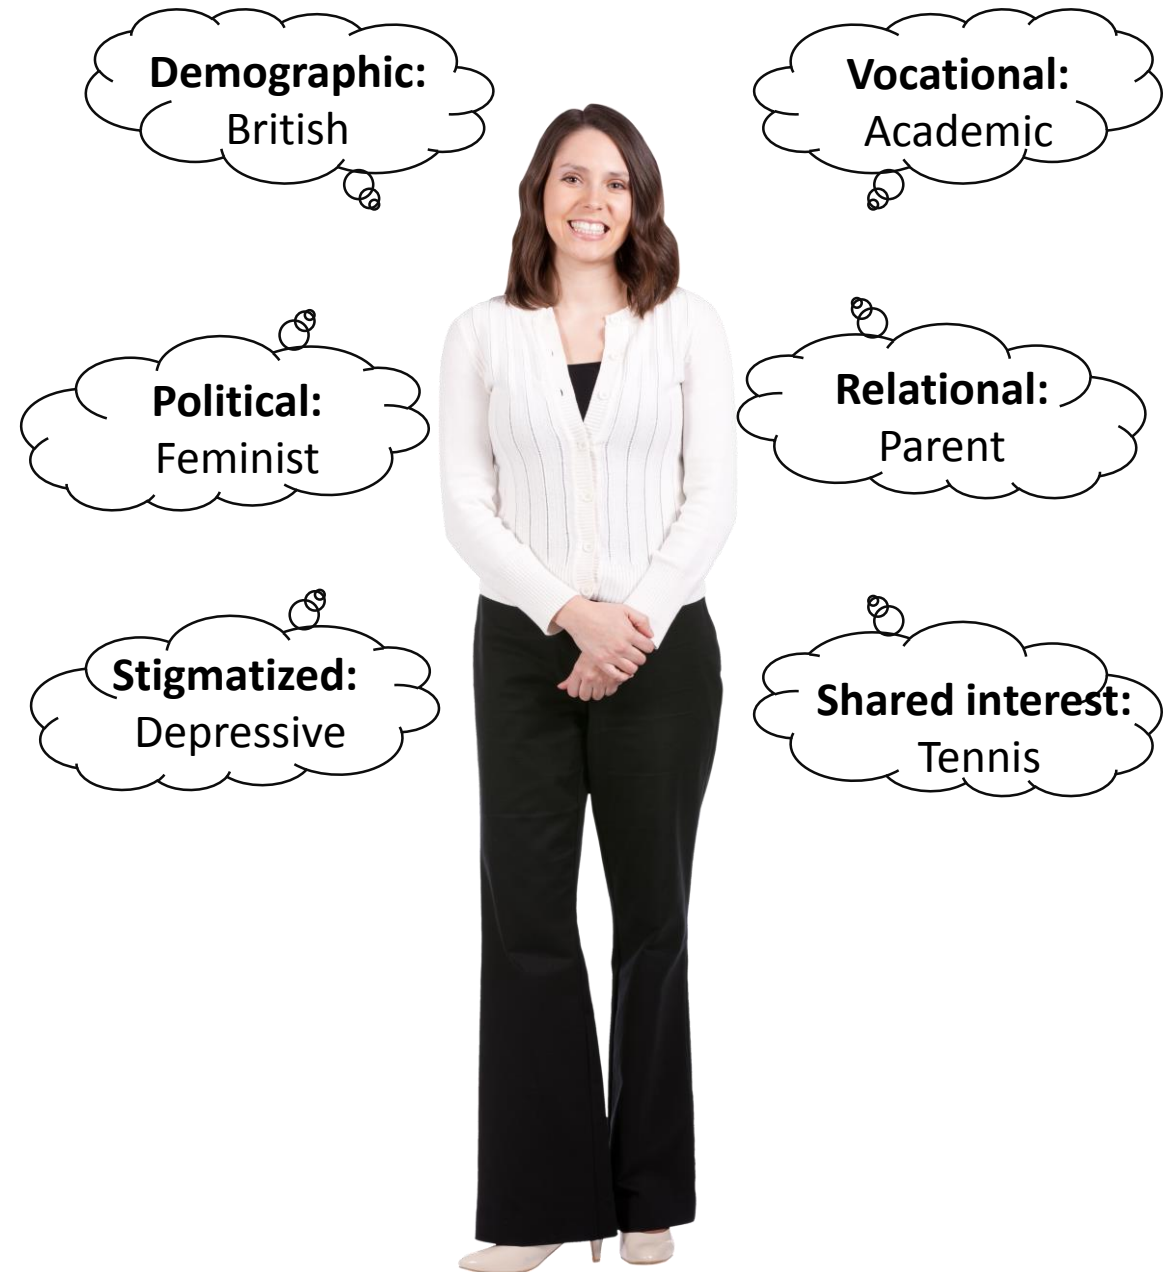 Demographic:
British
Vocational:
Academic
Political:
Feminist
Relational:
Parent
Stigmatized:
Depressive
Shared interest:
Tennis